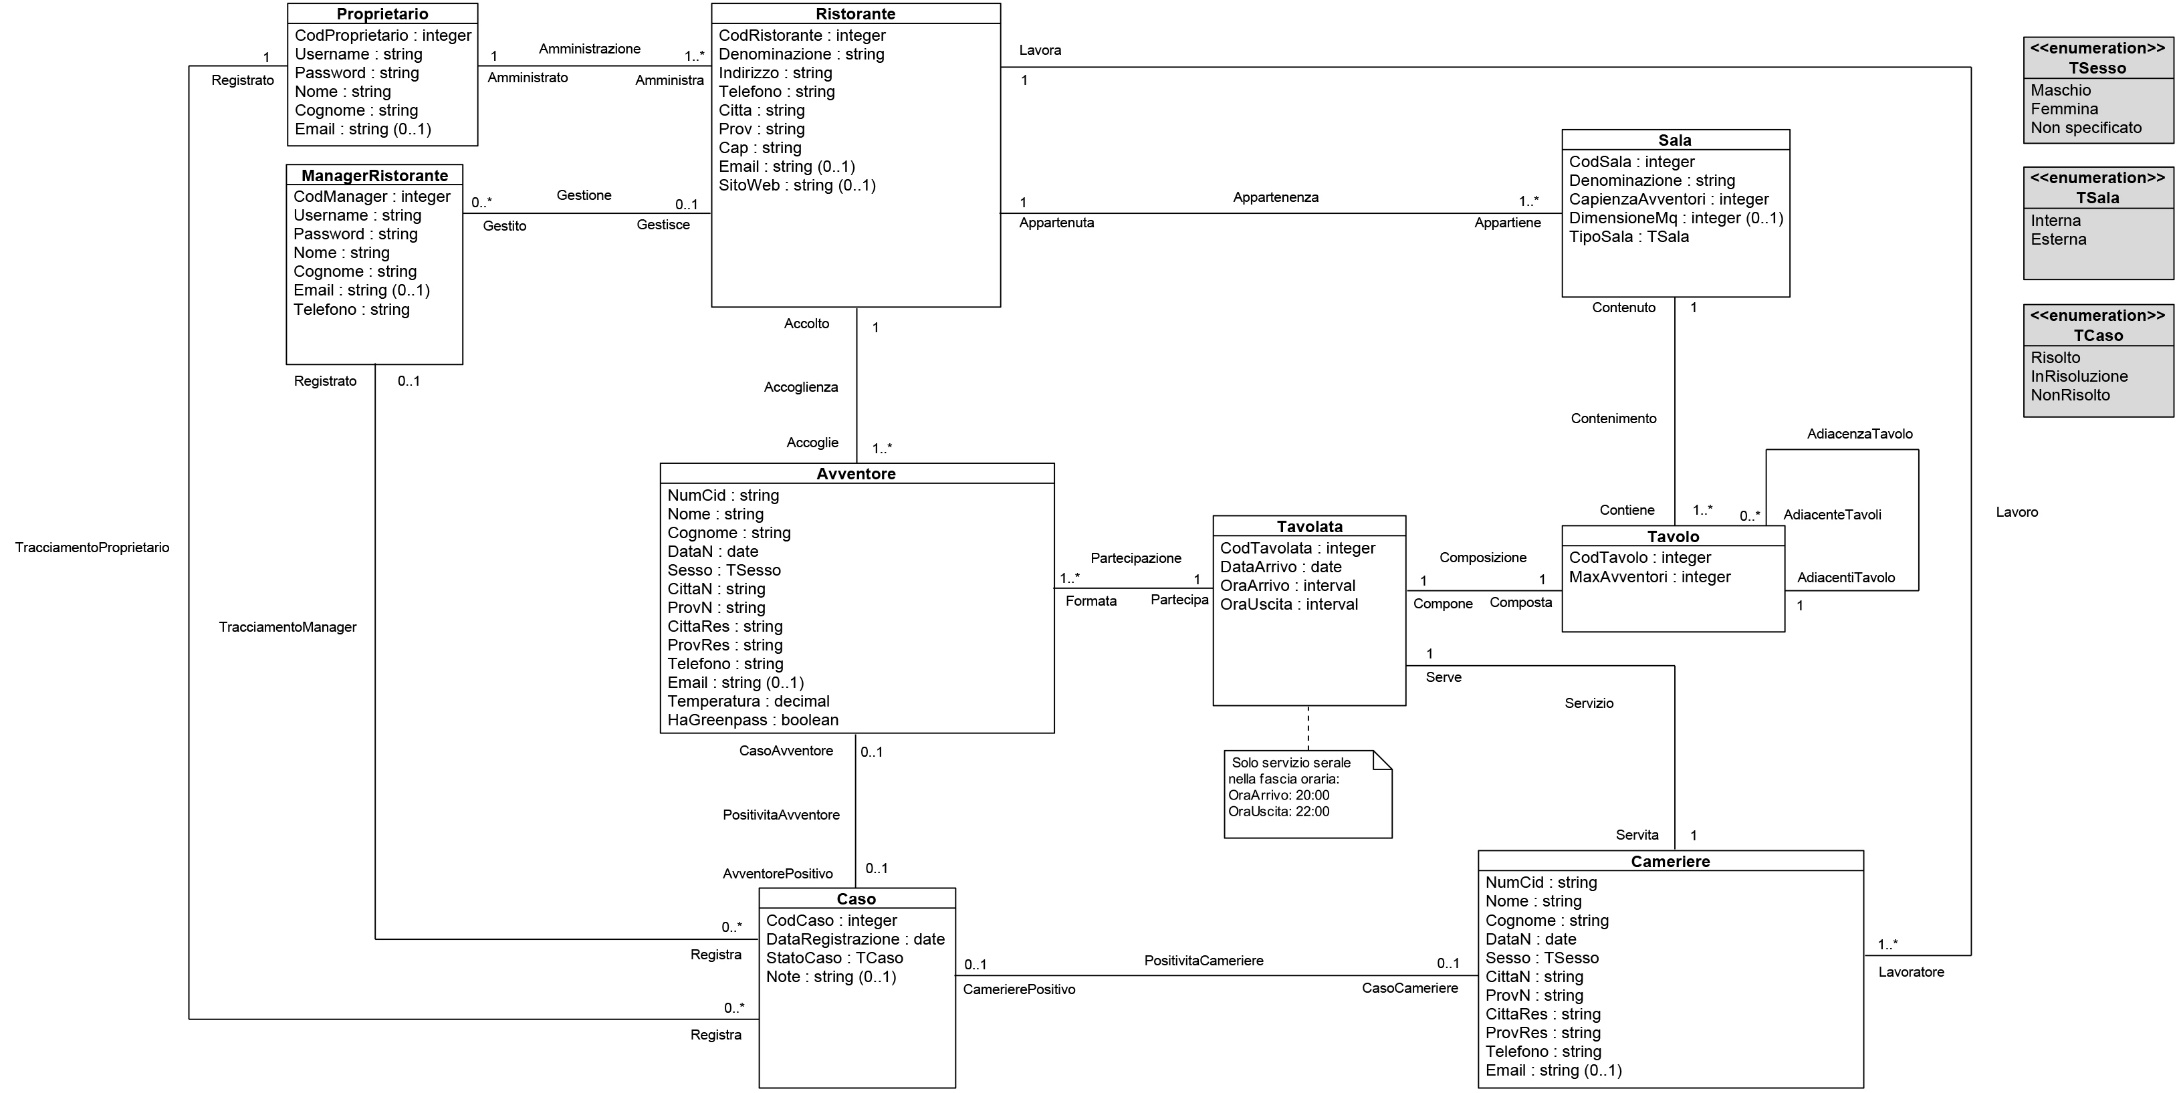 Proprietario
CodProprietario : integer
Username : string
Password : string
Nome : string
Cognome : string
Email : string (0..1)
1
Registrato
1
Amministrato
Amministrazione
1..*
Amministra
Ristorante
CodRistorante : integer
Denominazione : string
Indirizzo : string
Telefono : string
Citta : string
Prov : string
Cap : string
Email : string (0..1)
SitoWeb : string (0..1)
Lavora
1
<<enumeration>>
TSesso
Maschio
Femmina
Non specificato
ManagerRistorante
CodManager : integer
Username : string
Password : string
Nome : string
Cognome : string
Email : string (0..1)
Telefono : string
0..*
Gestito
Gestione
0..1
Gestisce
1
Appartenuta
Appartenenza
1..*
Appartiene
Sala
CodSala : integer
Denominazione : string
CapienzaAvventori : integer
DimensioneMq : integer (0..1)
TipoSala : TSala
<<enumeration>>
TSala
Interna
Esterna
<<enumeration>>
TCaso
Risolto
InRisoluzione
NonRisolto
Registrato
0..1
Accolto
1
Accoglienza
Accoglie
1..*
Contenuto
1
Contenimento
Contiene
1..*
AdiacenzaTavolo
0..*
AdiacenteTavoli
AdiacentiTavolo
1
Lavoro
Avventore
NumCid : string
Nome : string
Cognome : string
DataN : date
Sesso : TSesso
CittaN : string
ProvN : string
CittaRes : string
ProvRes : string
Telefono : string
Email : string (0..1)
Temperatura : decimal
HaGreenpass : boolean
Partecipazione
1..*
Formata
1
Partecipa
Tavolata
CodTavolata : integer
DataArrivo : date
OraArrivo : interval
OraUscita : interval
Composizione
1
Compone
1
Composta
Tavolo
CodTavolo : integer
MaxAvventori : integer
TracciamentoProprietario
TracciamentoManager
1
Serve
Servizio
Servita
1
Solo servizio serale
nella fascia oraria:
OraArrivo: 20:00
OraUscita: 22:00
CasoAvventore
0..1
PositivitaAvventore
AvventorePositivo
0..1
Caso
CodCaso : integer
DataRegistrazione : date
StatoCaso : TCaso
Note : string (0..1)
0..*
Registra
0..*
Registra
0..1
CamerierePositivo
PositivitaCameriere
0..1
CasoCameriere
Cameriere
NumCid : string
Nome : string
Cognome : string
DataN : date
Sesso : TSesso
CittaN : string
ProvN : string
CittaRes : string
ProvRes : string
Telefono : string
Email : string (0..1)
1..*
Lavoratore